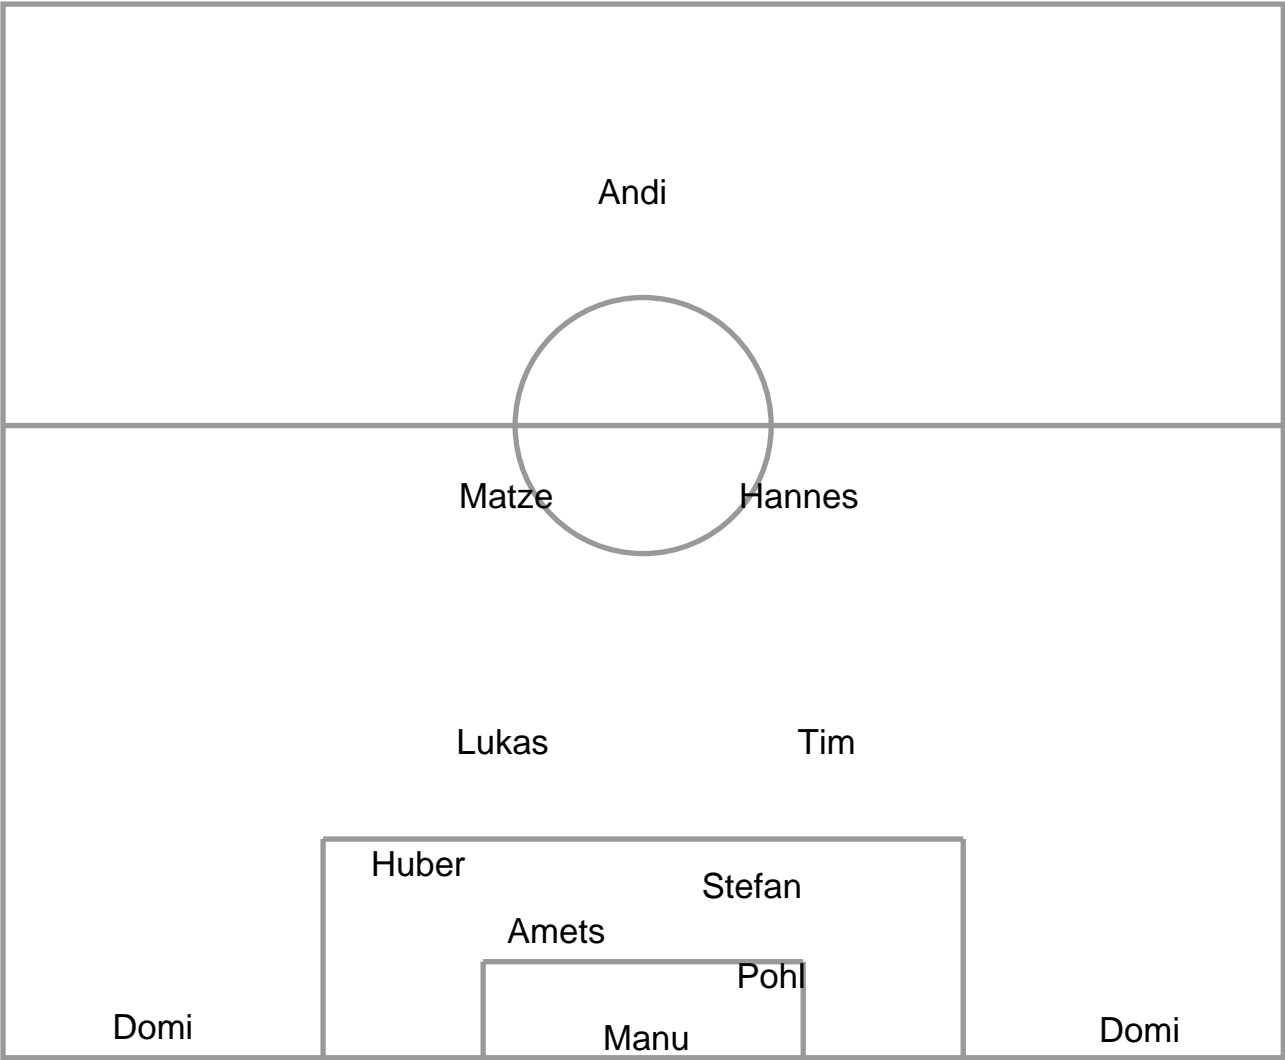 Andi
Matze Hannes
Lukas Tim
Huber
Stefan
Amets
Pohl
Domi Manu Domi